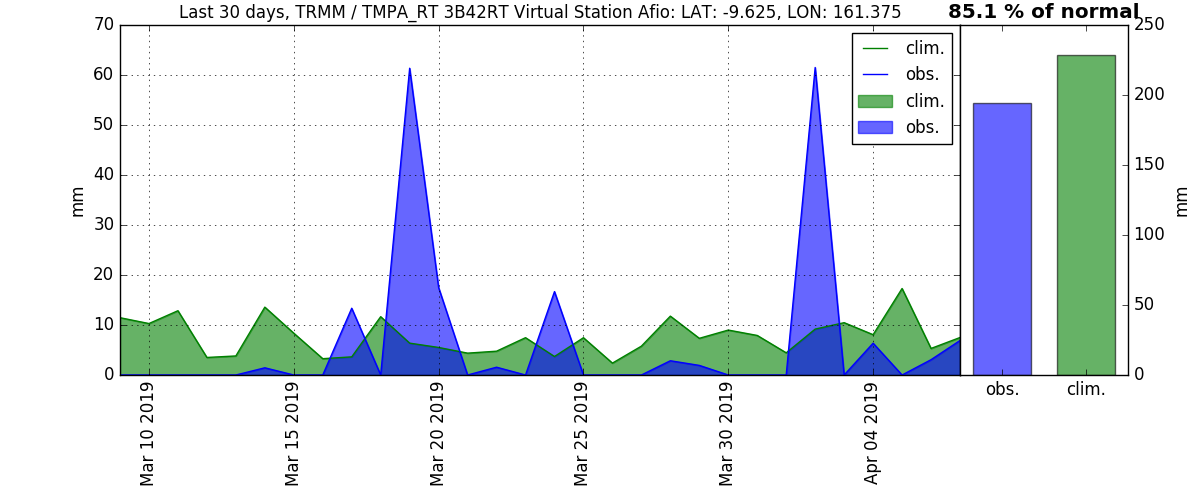 Last 30 days, TRMM / TMPA_RT 3B42RT Virtual Station Afio: LAT: -9.625, LON: 161.375
85.1 % of normal
70
60
50
40
30
20
10
0
mm
clim.
obs.
clim.
obs.
250
200
150
100
50
0
mm
Mar 10 2019
Mar 15 2019
Mar 20 2019
Mar 25 2019
Mar 30 2019
Apr 04 2019
obs.
clim.